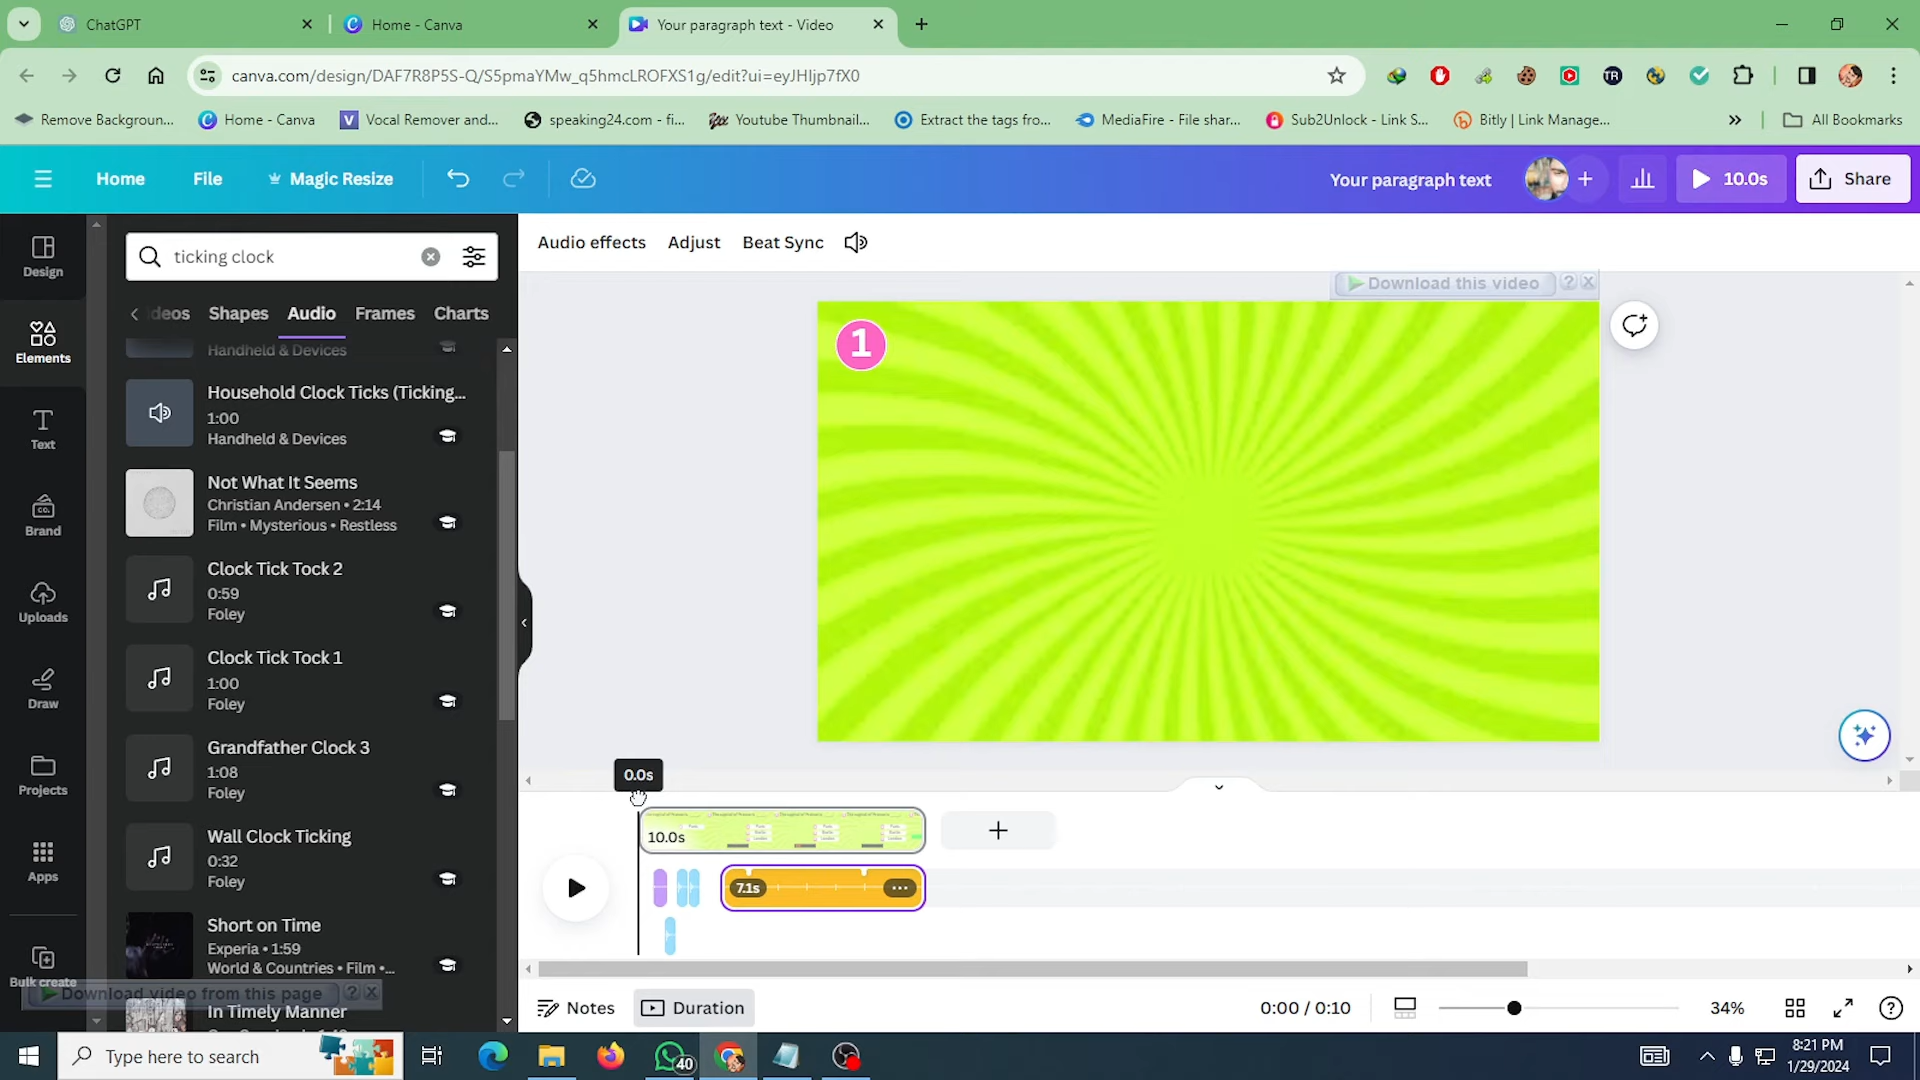 ChatGPT
Home - Canva
Your paragraph text - Video
canva.com/design/DAF7R8P5S-Q/S5pmaYMw_q5hmcLROFXS1g/edit?ui=eyJHIjp7fX0
Remove Backgroun...
Home - Canva
Vocal Remover and...
speaking24.com - fi...
Youtube Thumbnail...
Extract the tags fro...
MediaFire - File shar...
Sub2Unlock - Link S...
Bitly | Link Manage...
All Bookmarks
Home
File
Magic Resize
Your paragraph text
10.0s
Share
Design
Elements
Text
Brand
Uploads
Draw
Projects
Apps
Bulk create
ticking clock
Shapes
Audio
Frames
Charts
Handheld & Devices
Household Clock Ticks (Ticking...
1:00
Handheld & Devices
Not What It Seems
Christian Andersen • 2:14
Film • Mysterious • Restless
Clock Tick Tock 2
0:59
Foley
Clock Tick Tock 1
1:00
Foley
Grandfather Clock 3
1:08
Foley
Wall Clock Ticking
0:32
Foley
Short on Time
Experia • 1:59
World & Countries • Film •...
Download video from this page
In Timely Manner
Audio effects
Adjust
Beat Sync
Download this video
1
0.0s
10.0s
7.1s
Notes
Duration
0:00 / 0:10
34%
Type here to search
40
8:21 PM
1/29/2024